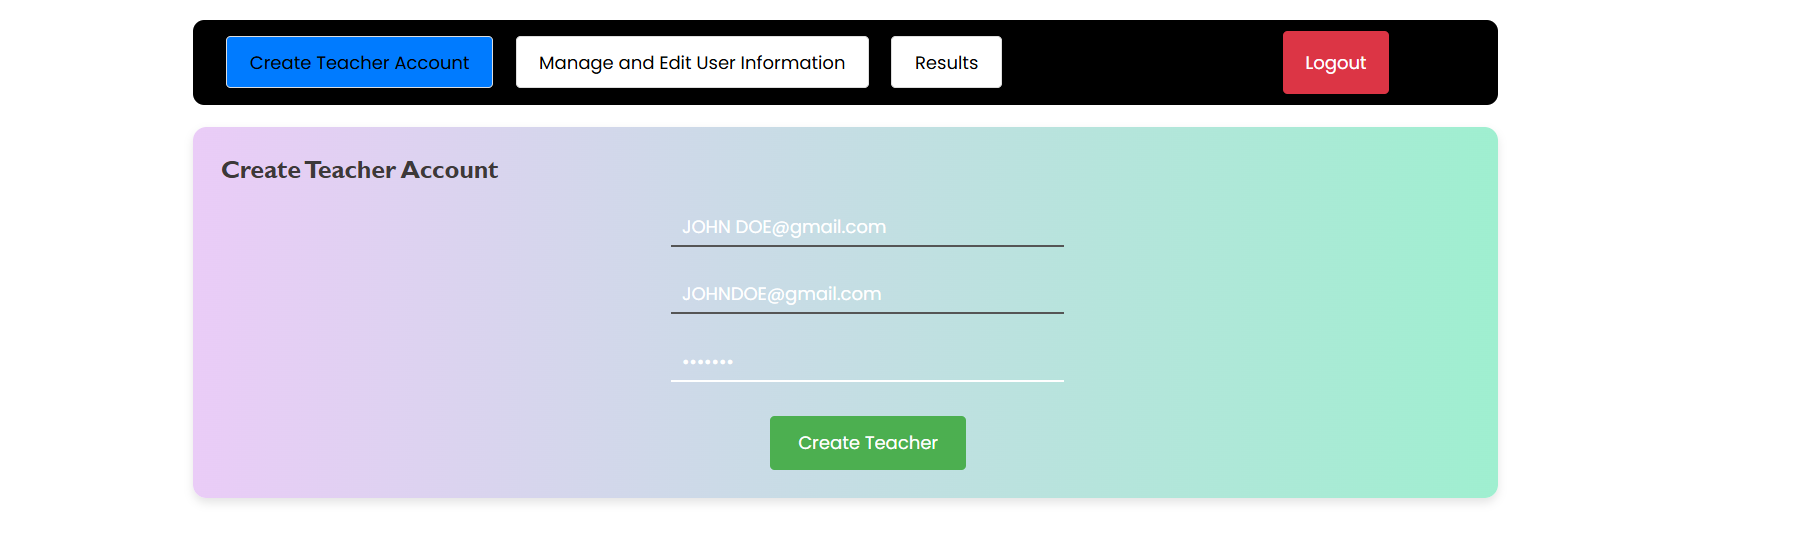 Create Teacher Account
Manage and Edit User Information
Results
Logout
Create Teacher Account
JOHN DOE@gmail.com
JOHNDOE@gmail.com
•••••••
Create Teacher